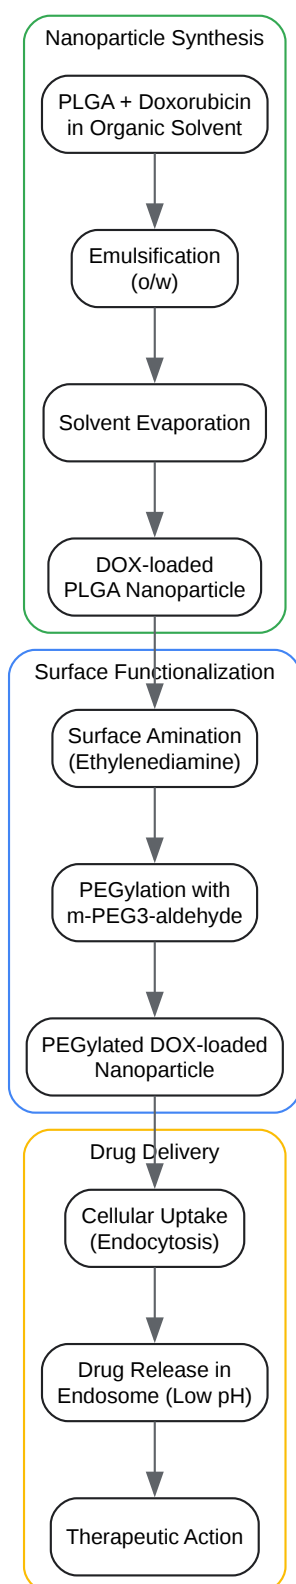 Nanoparticle Synthesis
PLGA + Doxorubicin
in Organic Solvent
Emulsification
(o/w)
Solvent Evaporation
DOX-loaded
PLGA Nanoparticle
Surface Functionalization
Surface Amination
(Ethylenediamine)
PEGylation with
m-PEG3-aldehyde
PEGylated DOX-loaded
Nanoparticle
Drug Delivery
Cellular Uptake
(Endocytosis)
Drug Release in
Endosome (Low pH)
Therapeutic Action